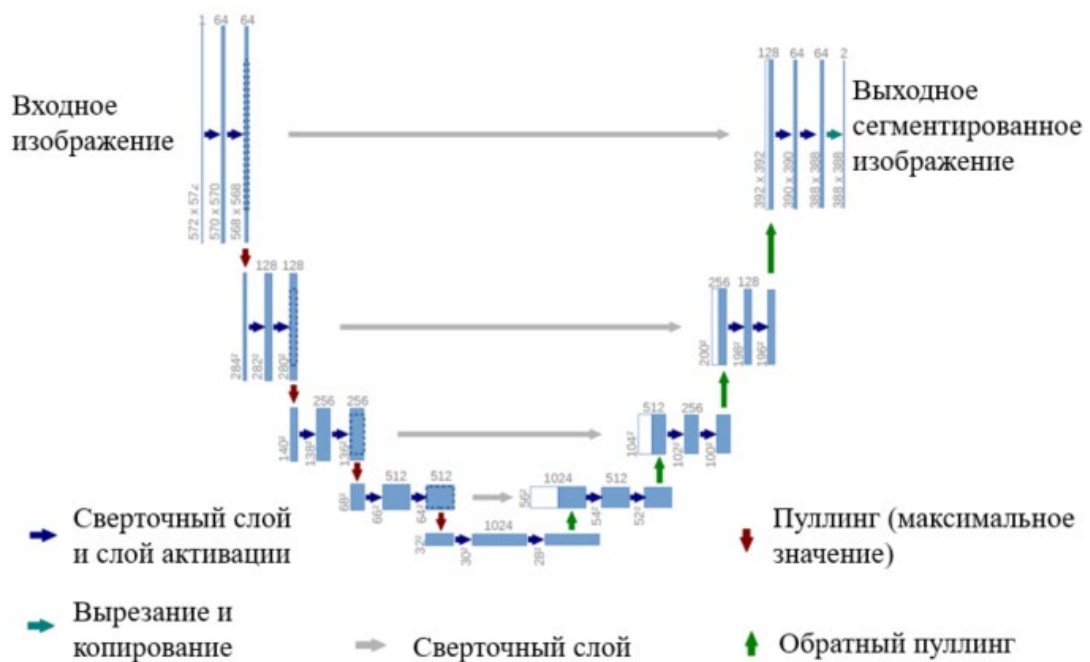 1 64 64
128 64 64 2
Входное
изображение
Выходное
сегментированное
изображение
572 x 572
570 x 570
568 x 568
392 x 392
390 x 390
388 x 388
388 x 388
128 128
256 128
284²
282²
280²
200²
198²
196²
256 256
512 256
140²
138²
136²
104²
102²
100²
512 512
1024 512
68²
66²
64²
56²
54²
52²
1024
32²
30²
28²
Сверточный слой
и слой активации
Пуллинг (максимальное
значение)
Вырезание и
копирование
Сверточный слой
Обратный пуллинг